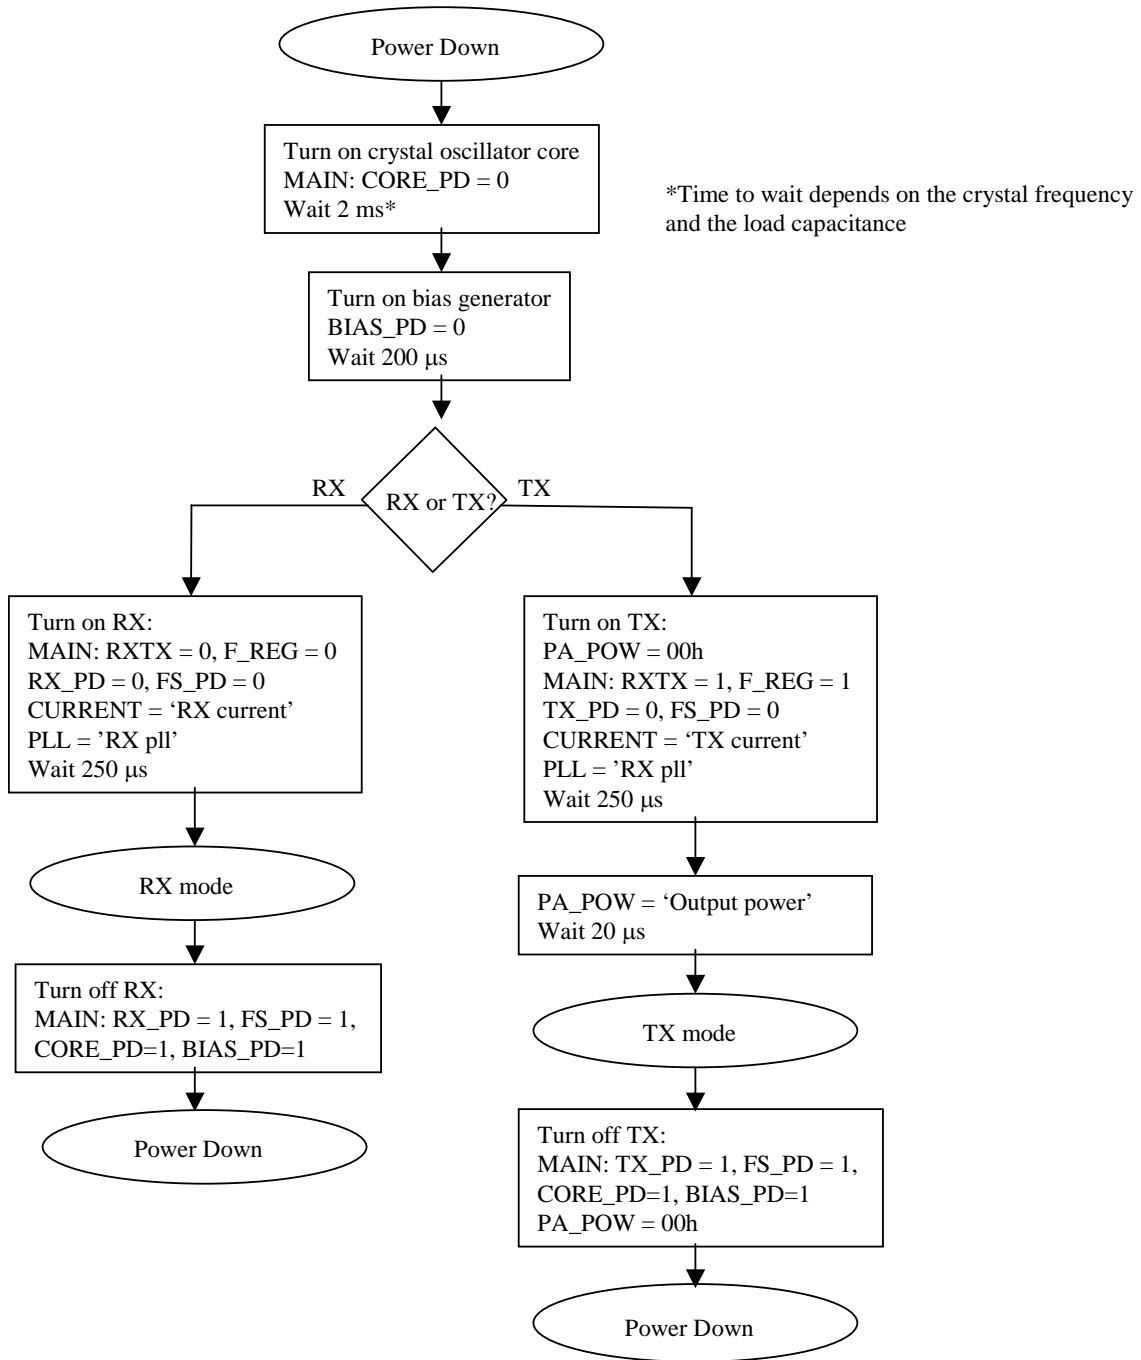 Power Down
Turn on crystal oscillator core
MAIN: CORE_PD = 0
Wait 2 ms*
*Time to wait depends on the crystal frequency
and the load capacitance
Turn on bias generator
BIAS_PD = 0
Wait 200 μs
RX
RX or TX?
TX
Turn on RX:
MAIN: RXTX = 0, F_REG = 0
RX_PD = 0, FS_PD = 0
CURRENT = ‘RX current’
PLL = ’RX pll’
Wait 250 μs
RX mode
Turn off RX:
MAIN: RX_PD = 1, FS_PD = 1,
CORE_PD=1, BIAS_PD=1
Power Down
Turn on TX:
PA_POW = 00h
MAIN: RXTX = 1, F_REG = 1
TX_PD = 0, FS_PD = 0
CURRENT = ‘TX current’
PLL = ’RX pll’
Wait 250 μs
PA_POW = ‘Output power’
Wait 20 μs
TX mode
Turn off TX:
MAIN: TX_PD = 1, FS_PD = 1,
CORE_PD=1, BIAS_PD=1
PA_POW = 00h
Power Down